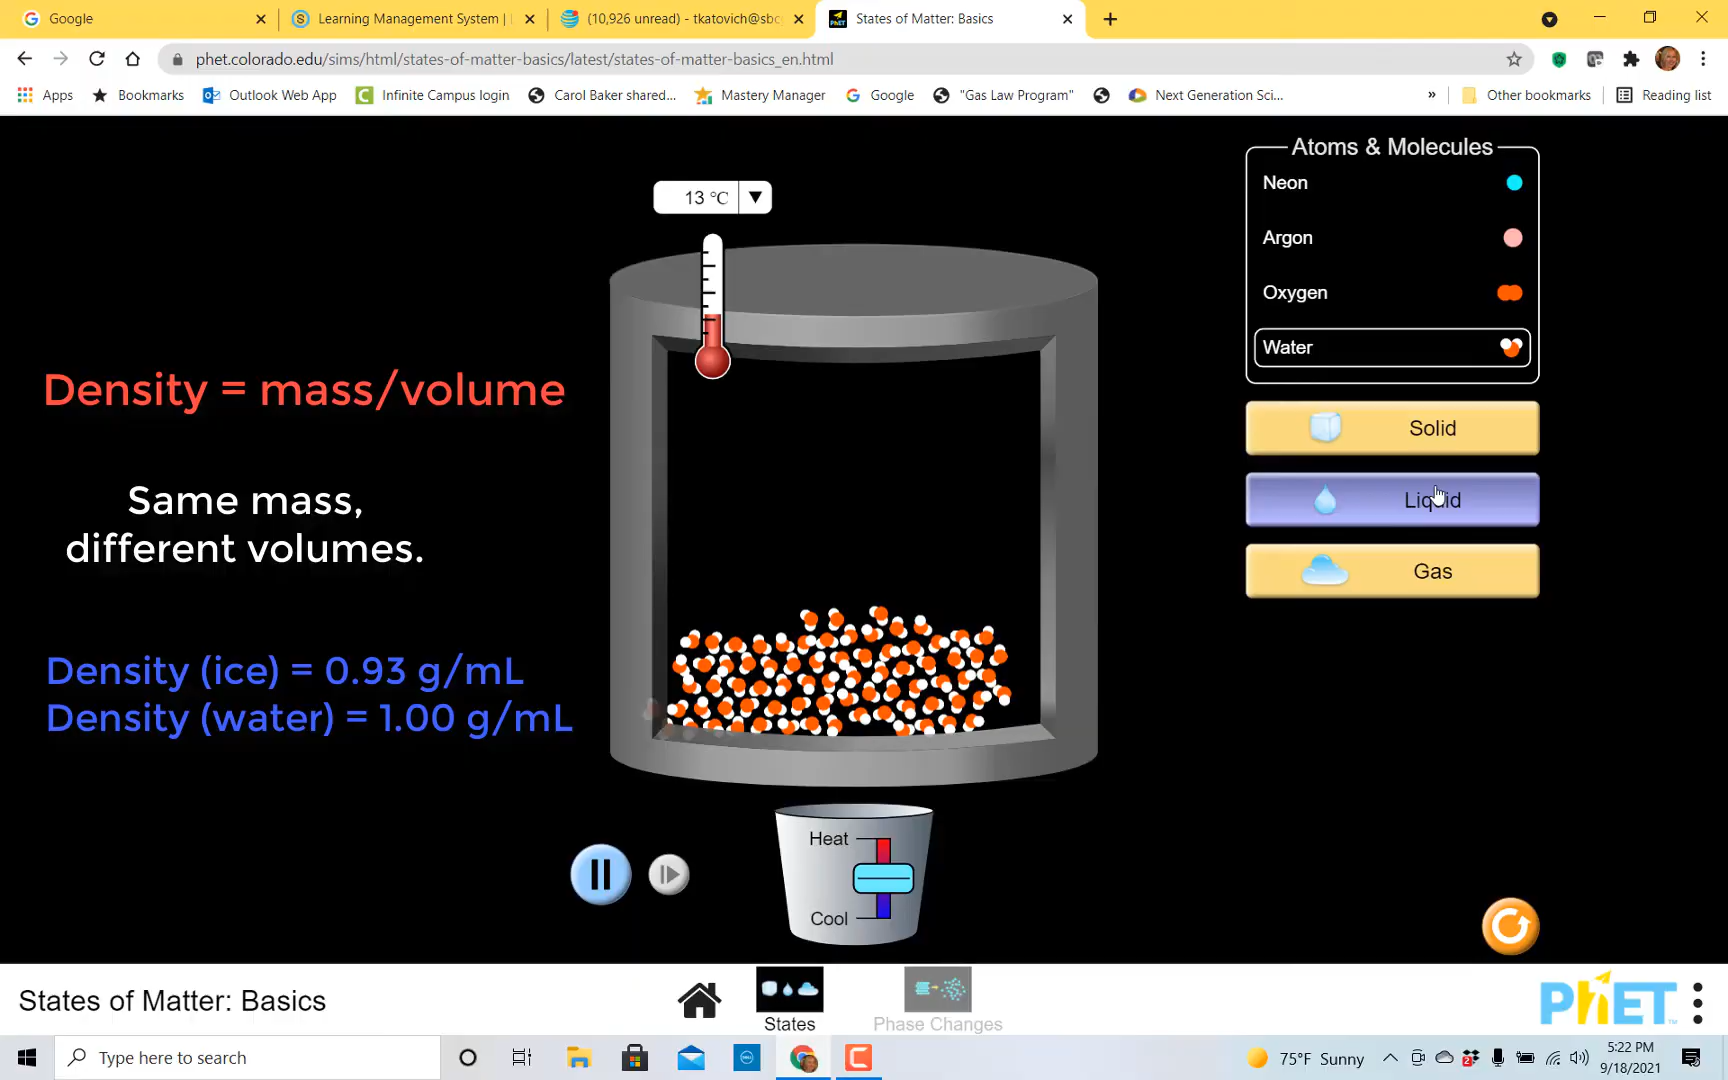 Google
Learning Management System |
(10,926 unread) - tkatovich@sbc
States of Matter: Basics
phet.colorado.edu/sims/html/states-of-matter-basics/latest/states-of-matter-basics_en.html
Apps
Bookmarks
Outlook Web App
Infinite Campus login
Carol Baker shared...
Mastery Manager
Google
"Gas Law Program"
Next Generation Sci...
»
Other bookmarks
Reading list
Atoms & Molecules
Neon
Argon
Oxygen
Water
13 °C
Density = mass/volume
Same mass,
different volumes.
Density (ice) = 0.93 g/mL
Density (water) = 1.00 g/mL
Solid
Liquid
Gas
Heat
Cool
States of Matter: Basics
States
Phase Changes
PhET
Type here to search
75°F Sunny
5:22 PM
9/18/2021